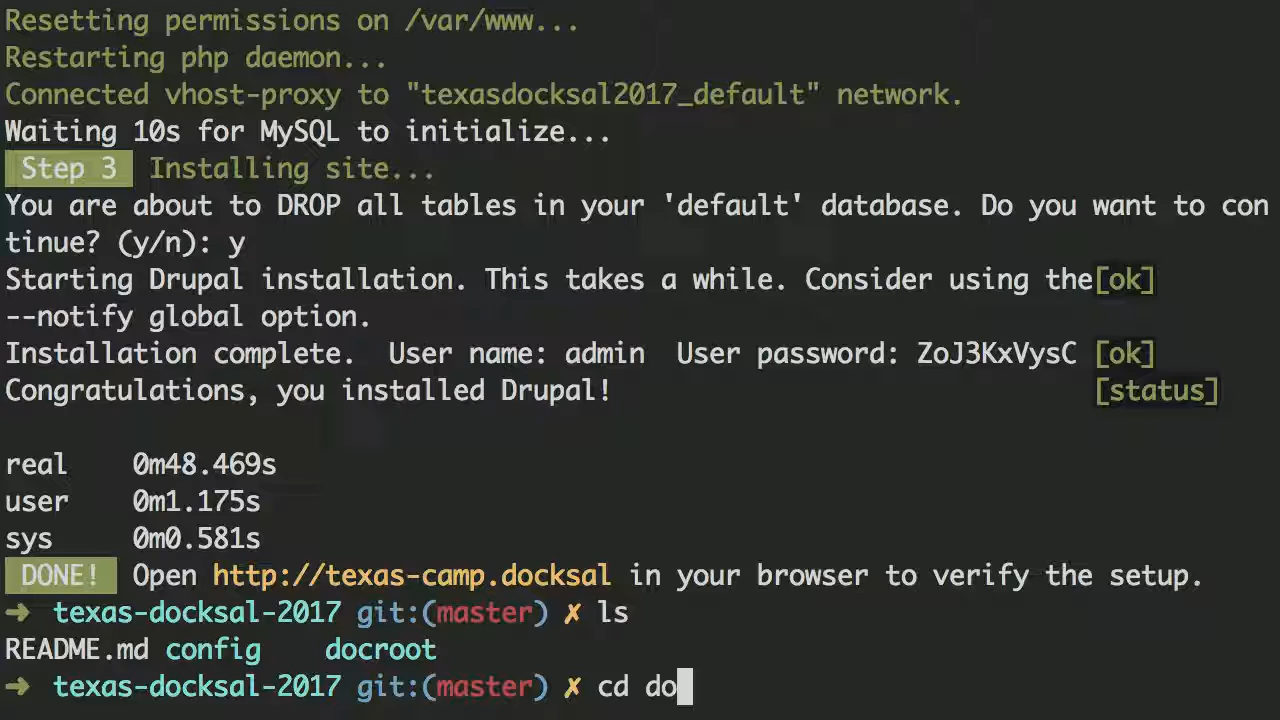 Resetting permissions on /var/www...
Restarting php daemon...
Connected vhost-proxy to "texasdocksal2017_default" network.
Waiting 10s for MySQL to initialize...
Step 3 Installing site...
You are about to DROP all tables in your 'default' database. Do you want to con
tinue? (y/n): y
Starting Drupal installation. This takes a while. Consider using the[ok]
--notify global option.
Installation complete.  User name: admin  User password: ZoJ3KxVysC [ok]
Congratulations, you installed Drupal! [status]
real 0m48.469s
user 0m1.175s
sys 0m0.581s
DONE! Open http://texas-camp.docksal in your browser to verify the setup.
➜ texas-docksal-2017 git:(master) ✗ ls
README.md config docroot
➜ texas-docksal-2017 git:(master) ✗ cd do